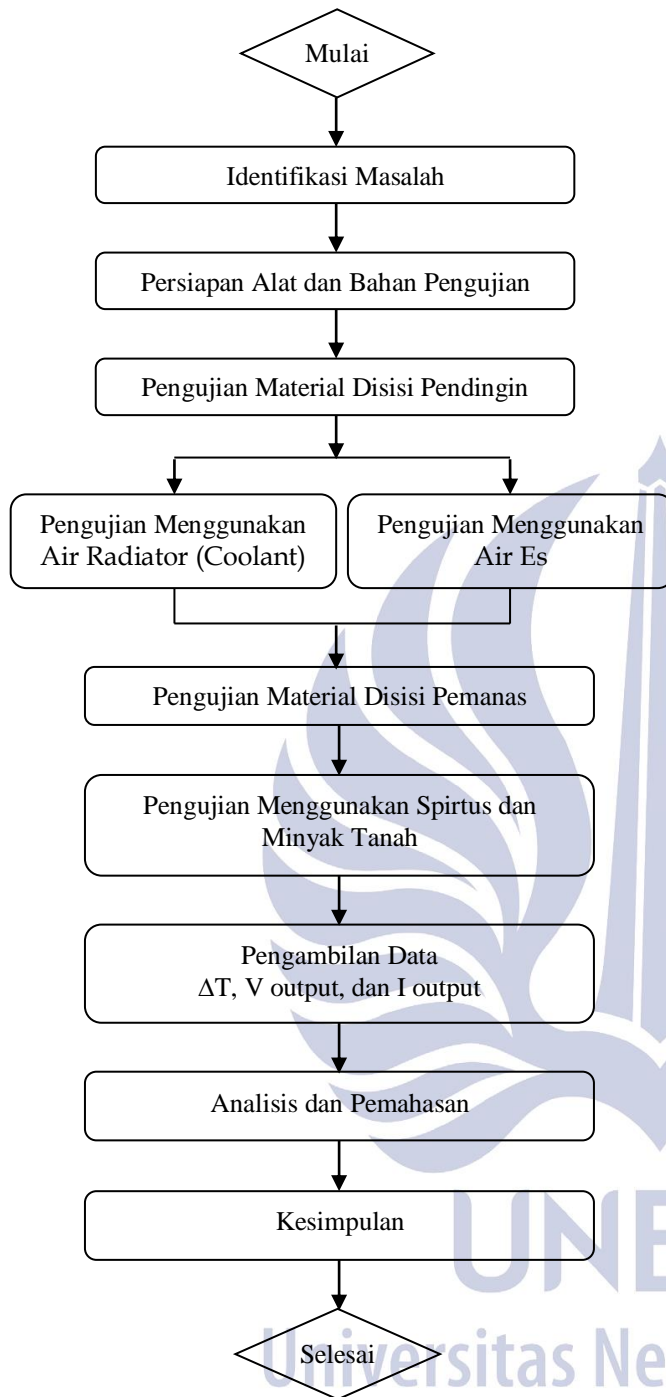 Mulai
Identifikasi Masalah
Persiapan Alat dan Bahan Pengujian
Pengujian Material Disisi Pendingin
Pengujian Menggunakan
Air Radiator (Coolant)
Pengujian Menggunakan
Air Es
Pengujian Material Disisi Pemanas
Pengujian Menggunakan Spirtus dan
Minyak Tanah
Pengambilan Data
ΔT, V output, dan I output
Analisis dan Pemahasan
Kesimpulan
UNE
Selesai
Universitas Ne